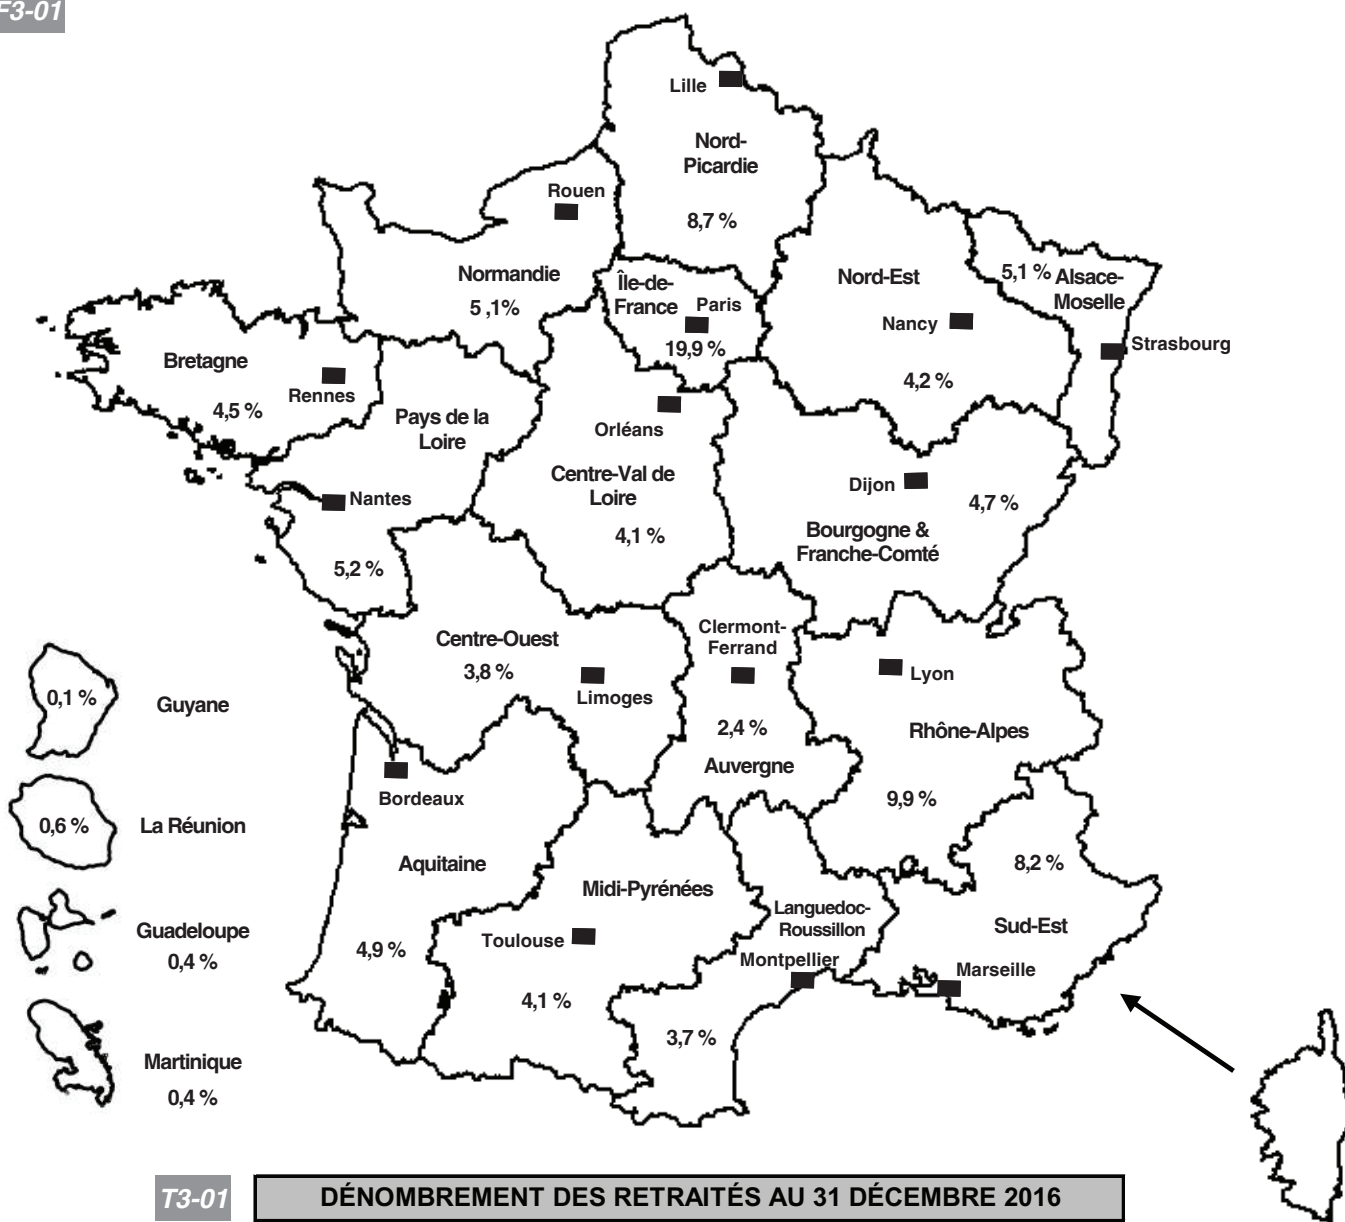 F3-01
Lille
Nord-
Picardie
8,7 %
Rouen
Normandie
5 ,1%
Île-de-
France
Paris
19,9 %
Nord-Est
Nancy
4,2 %
5,1 %
Alsace-
Moselle
Strasbourg
Bretagne
Rennes
4,5 %
Pays de la
Loire
Nantes
5,2 %
Orléans
Centre-Val de
Loire
4,1 %
Dijon
4,7 %
Bourgogne &
Franche-Comté
Centre-Ouest
3,8 %
Limoges
Clermont-
Ferrand
2,4 %
Auvergne
Lyon
Rhône-Alpes
9,9 %
0,1 %
Guyane
0,6 %
La Réunion
Guadeloupe
0,4 %
Martinique
0,4 %
Bordeaux
Aquitaine
4,9 %
Midi-Pyrénées
Toulouse
4,1 %
Languedoc-
Roussillon
Montpellier
3,7 %
8,2 %
Sud-Est
Marseille
T3-01
DÉNOMBREMENT DES RETRAITÉS AU 31 DÉCEMBRE 2016